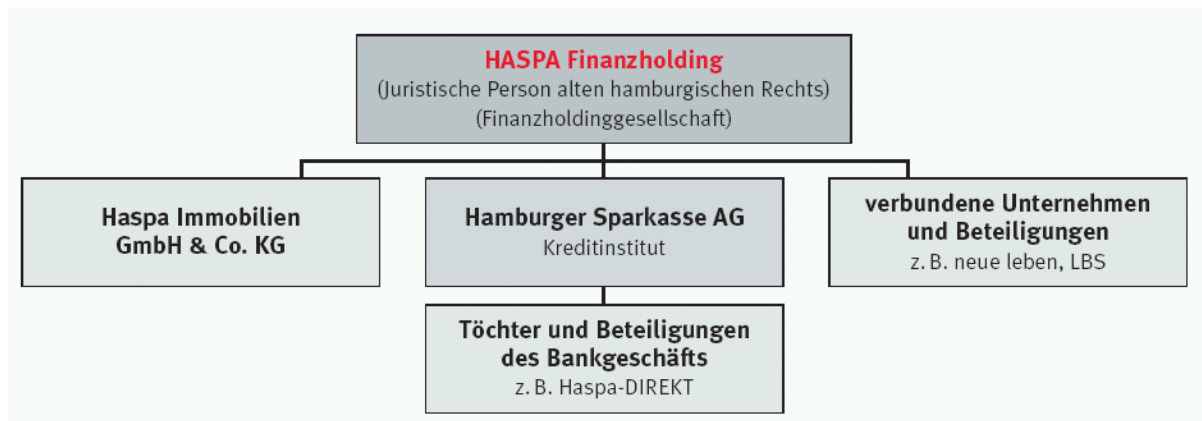 HASPA Finanzholding
(Juristische Person alten hamburgischen Rechts)
(Finanzholdinggesellschaft)
Haspa Immobilien
GmbH & Co. KG
Hamburger Sparkasse AG
Kreditinstitut
verbundene Unternehmen
und Beteiligungen
z. B. neue leben, LBS
Töchter und Beteiligungen
des Bankgeschäfts
z. B. Haspa-DIREKT